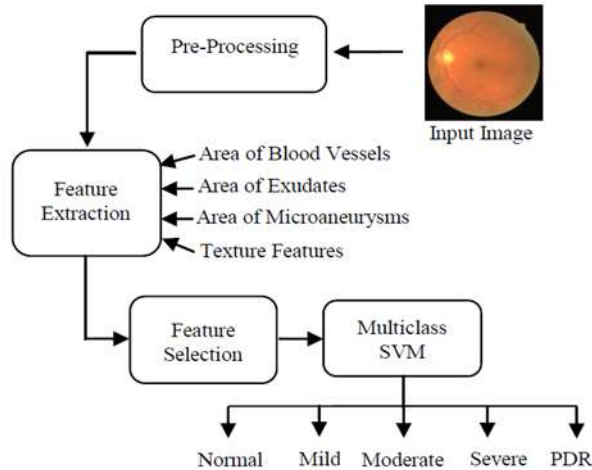 Pre-Processing
Input Image
Feature
Extraction
Area of Blood Vessels
Area of Exudates
Area of Microaneurysms
Texture Features
Feature
Selection
Multiclass
SVM
Normal
Mild
Moderate
Severe
PDR